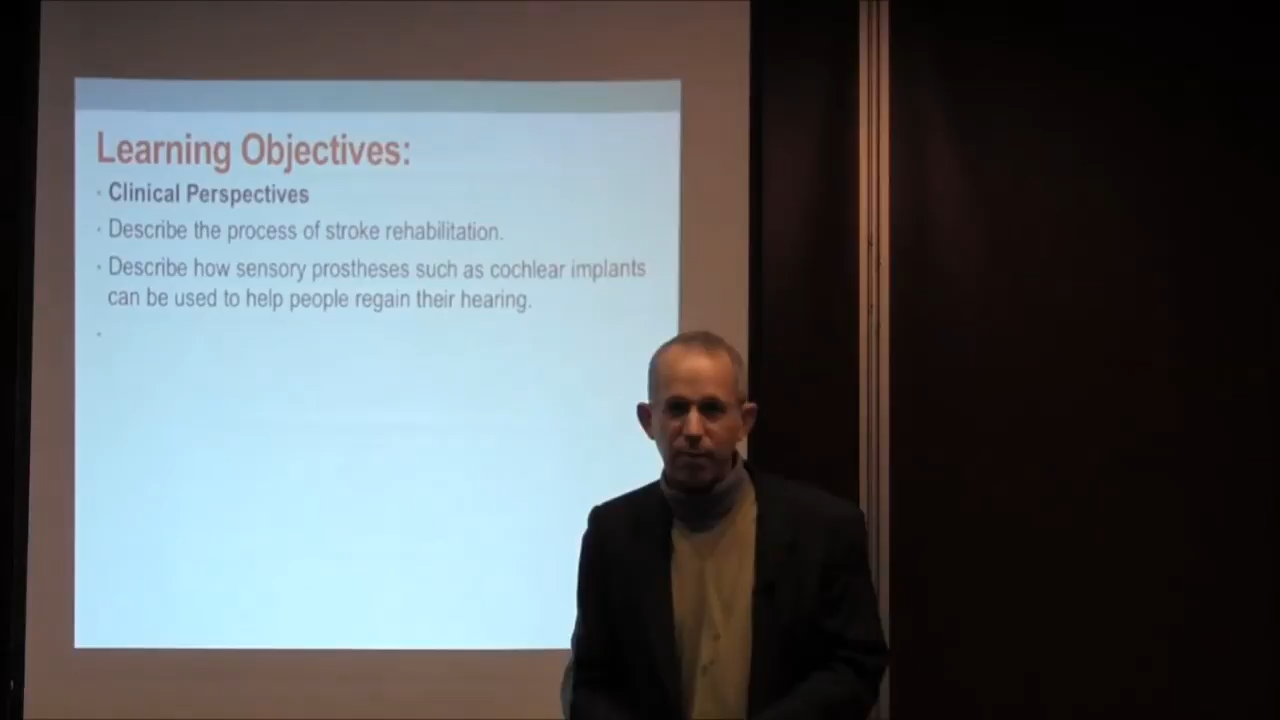 Learning Objectives:
· Clinical Perspectives
· Describe the process of stroke rehabilitation.
· Describe how sensory prostheses such as cochlear implants
can be used to help people regain their hearing.
·